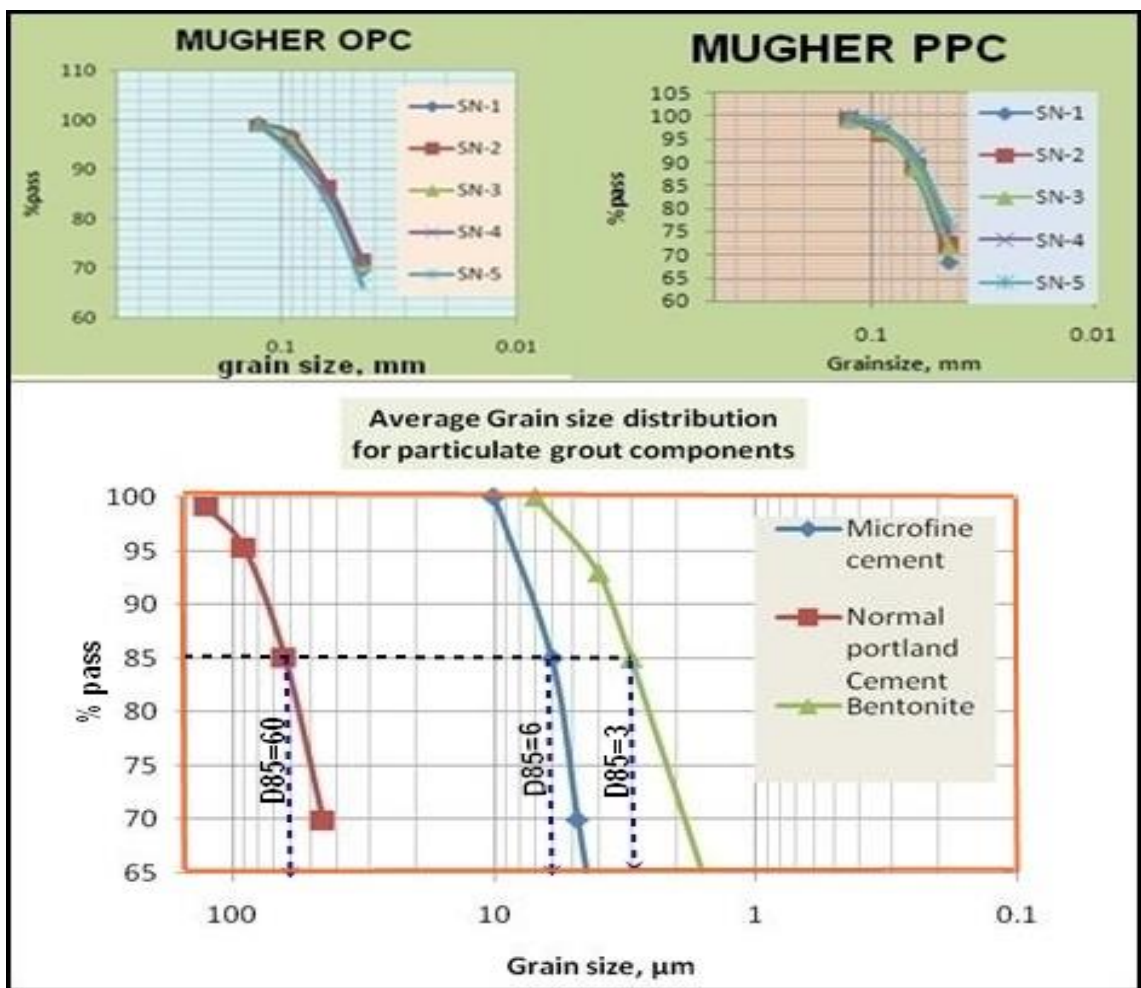 MUGHER OPC
110
100
90
80
70
60
%pass
0.1
0.01
grain size, mm
SN-1
SN-2
SN-3
SN-4
SN-5
MUGHER PPC
105
100
95
90
85
80
75
70
65
60
%pass
0.1
0.01
Grainsize, mm
SN-1
SN-2
SN-3
SN-4
SN-5
Average Grain size distribution
for particulate grout components
100
95
90
85
80
75
70
65
% pass
D85=60
D85=6
D85=3
Microfine
cement
Normal
portland
Cement
Bentonite
100
10
1
0.1
Grain size, µm